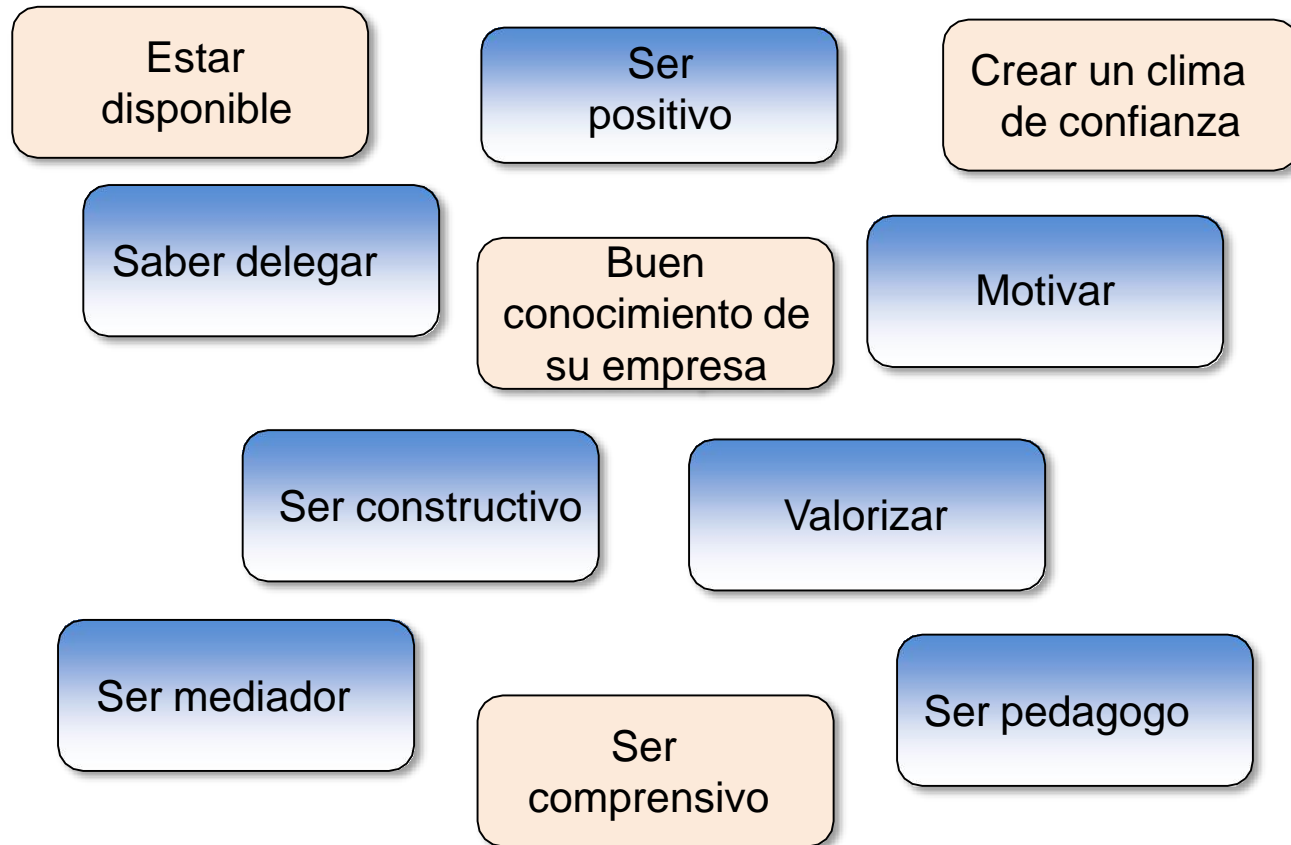 Estar
disponible
Ser
positivo
Crear un clima
de confianza
Saber delegar
Buen
conocimiento de
su empresa
Motivar
Ser constructivo
Valorizar
Ser mediador
Ser
comprensivo
Ser pedagogo